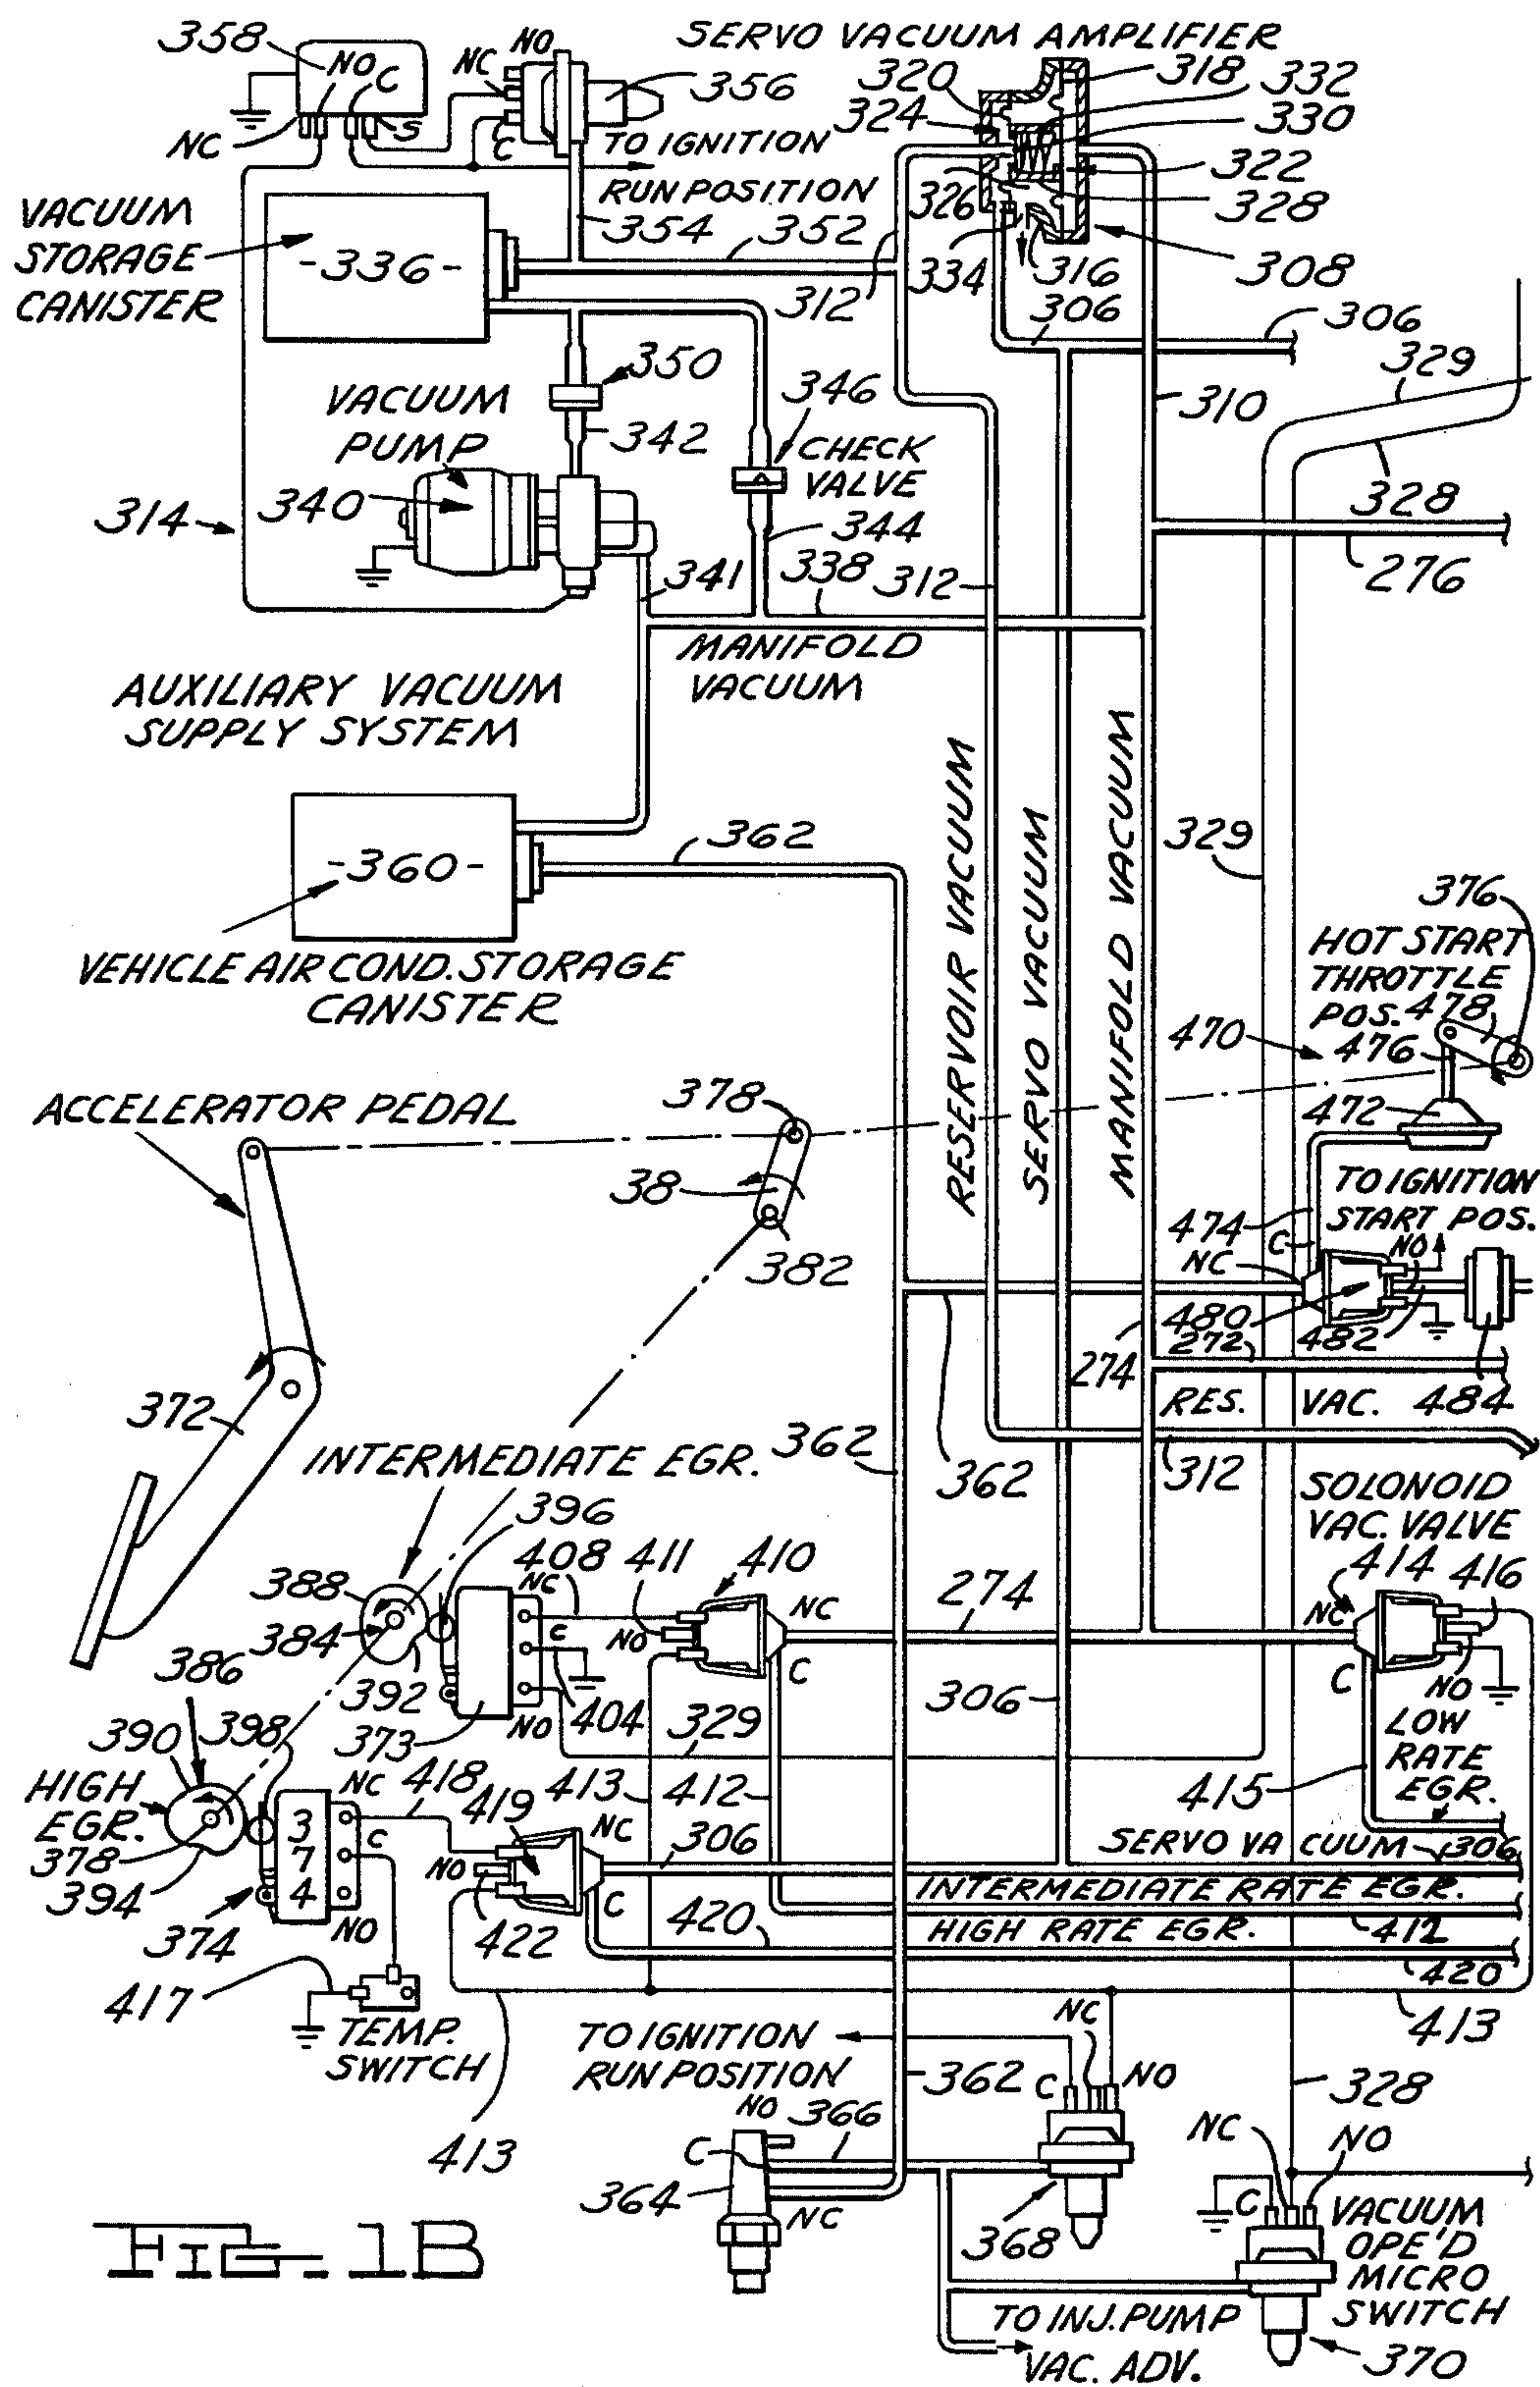 358
NO
C
NC
S
NO
NC
C
356
SERVO VACUUM AMPLIFIER
320
324
318
332
330
322
328
326
334
316
308
TO IGNITION
RUN POSITION
354
352
312
306
306
VACUUM
STORAGE
CANISTER
-336-
350
VACUUM
PUMP
340
342
346
CHECK
VALVE
344
314
341
338
312
310
329
328
276
MANIFOLD
VACUUM
AUXILIARY VACUUM
SUPPLY SYSTEM
RESERVOIR VACUUM
SERVO VACUUM
MANIFOLD VACUUM
-360-
362
329
VEHICLE AIR COND. STORAGE
CANISTER
376
HOT START
THROTTLE
POS.
478
470
476
472
ACCELERATOR PEDAL
378
38
382
TO IGNITION
START POS.
474
C
NC
NO
480
482
272
274
484
RES. VAC.
372
362
362
312
INTERMEDIATE EGR.
396
408
NC
411
410
NC
274
SOLONOID
VAC. VALVE
414
416
NC
388
384
386
392
C
NO
C
NO
404
373
329
306
C
NO
LOW
RATE
EGR.
415
390
398
HIGH
EGR.
378
394
3
7
4
NC
C
NO
374
418
419
413
412
NC
NO
C
306
422
420
SERVO VACUUM
306
INTERMEDIATE RATE EGR.
412
HIGH RATE EGR.
420
417
TEMP.
SWITCH
413
413
TO IGNITION
RUN POSITION
362
NC
C
NO
328
NO
366
C
364
NC
368
NC
NO
C
VACUUM
OPE'D
MICRO
SWITCH
370
TO INJ. PUMP
VAC. ADV.
FIG-1B